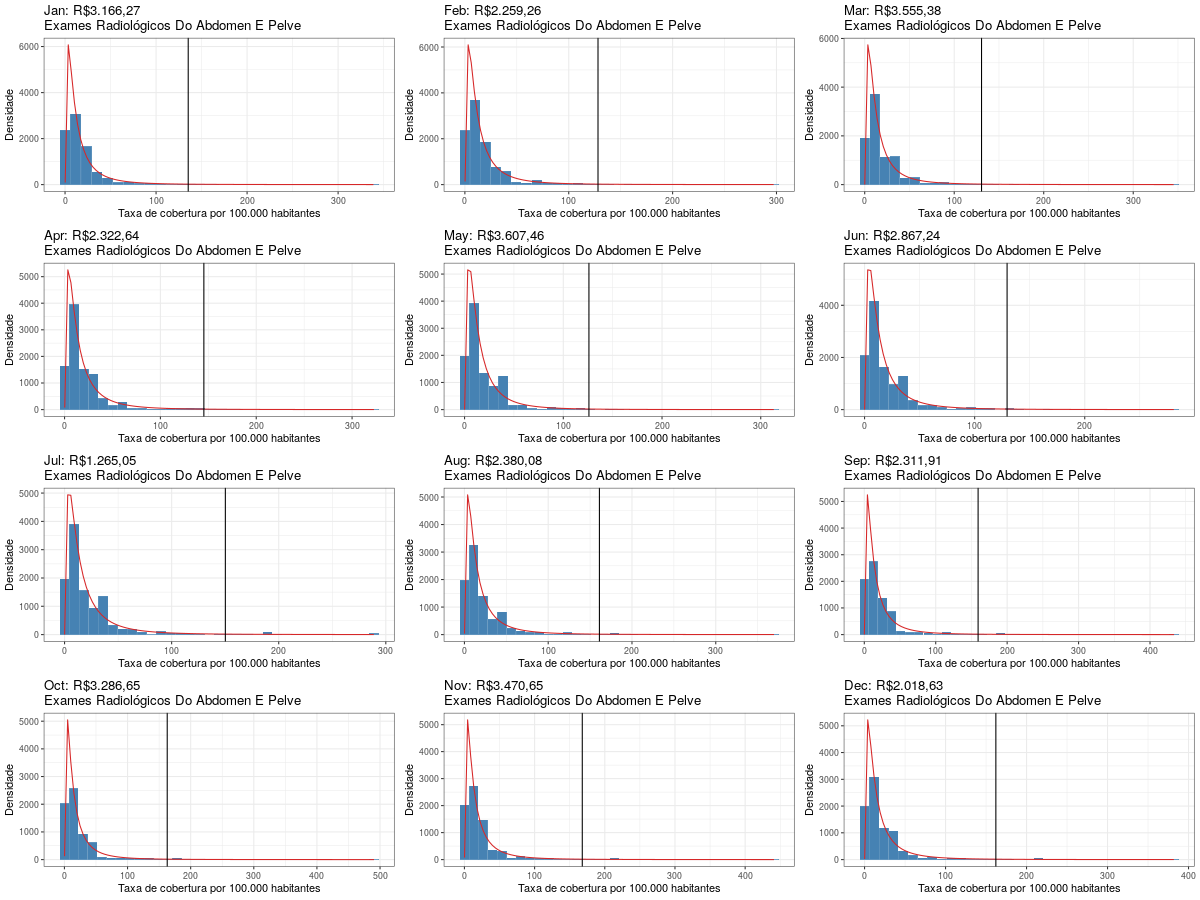 Jan: R$3.166,27
Exames Radiológicos Do Abdomen E Pelve
Densidade
6000
4000
2000
0
0 100 200 300
Taxa de cobertura por 100.000 habitantes
Feb: R$2.259,26
Exames Radiológicos Do Abdomen E Pelve
Densidade
6000
4000
2000
0
0 100 200 300
Taxa de cobertura por 100.000 habitantes
Mar: R$3.555,38
Exames Radiológicos Do Abdomen E Pelve
Densidade
6000
4000
2000
0
0 100 200 300
Taxa de cobertura por 100.000 habitantes
Apr: R$2.322,64
Exames Radiológicos Do Abdomen E Pelve
Densidade
5000
4000
3000
2000
1000
0
0 100 200 300
Taxa de cobertura por 100.000 habitantes
May: R$3.607,46
Exames Radiológicos Do Abdomen E Pelve
Densidade
5000
4000
3000
2000
1000
0
0 100 200 300
Taxa de cobertura por 100.000 habitantes
Jun: R$2.867,24
Exames Radiológicos Do Abdomen E Pelve
Densidade
4000
2000
0
0 100 200
Taxa de cobertura por 100.000 habitantes
Jul: R$1.265,05
Exames Radiológicos Do Abdomen E Pelve
Densidade
5000
4000
3000
2000
1000
0
0 100 200 300
Taxa de cobertura por 100.000 habitantes
Aug: R$2.380,08
Exames Radiológicos Do Abdomen E Pelve
Densidade
5000
4000
3000
2000
1000
0
0 100 200 300
Taxa de cobertura por 100.000 habitantes
Sep: R$2.311,91
Exames Radiológicos Do Abdomen E Pelve
Densidade
5000
4000
3000
2000
1000
0
0 100 200 300 400
Taxa de cobertura por 100.000 habitantes
Oct: R$3.286,65
Exames Radiológicos Do Abdomen E Pelve
Densidade
5000
4000
3000
2000
1000
0
0 100 200 300 400 500
Taxa de cobertura por 100.000 habitantes
Nov: R$3.470,65
Exames Radiológicos Do Abdomen E Pelve
Densidade
5000
4000
3000
2000
1000
0
0 100 200 300 400
Taxa de cobertura por 100.000 habitantes
Dec: R$2.018,63
Exames Radiológicos Do Abdomen E Pelve
Densidade
5000
4000
3000
2000
1000
0
0 100 200 300 400
Taxa de cobertura por 100.000 habitantes